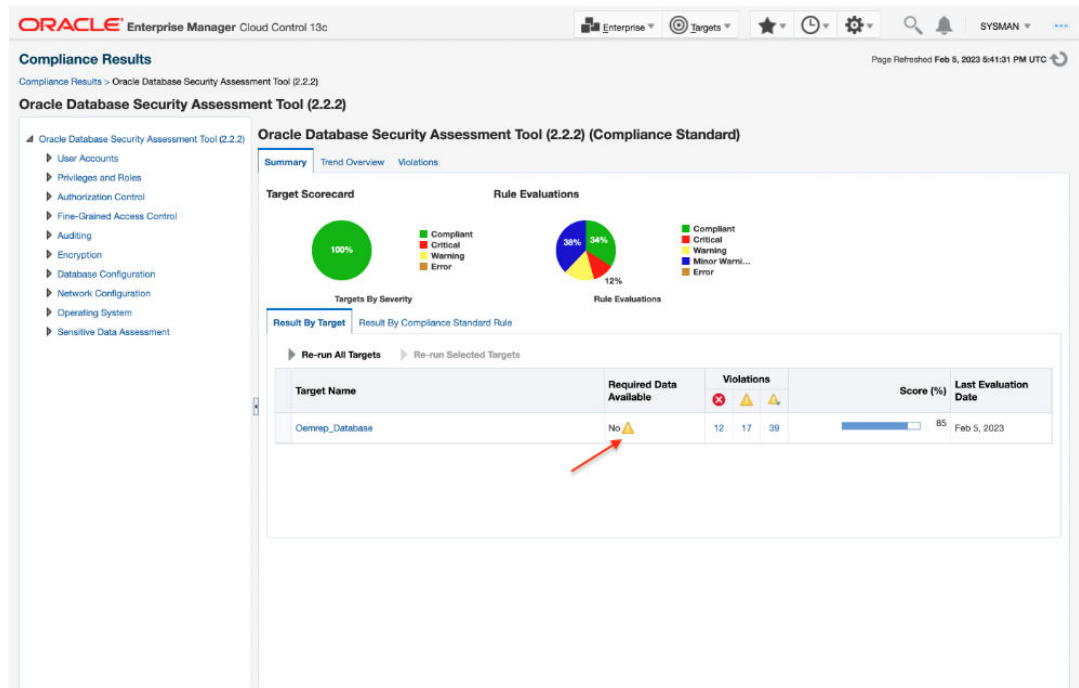 ORACLE Enterprise Manager Cloud Control 13c
Enterprise
Targets
SYSMAN
Compliance Results
Page Refreshed Feb 5, 2023 5:41:31 PM UTC
Compliance Results > Oracle Database Security Assessment Tool (2.2.2)
Oracle Database Security Assessment Tool (2.2.2)
Oracle Database Security Assessment Tool (2.2.2)
User Accounts
Privileges and Roles
Authorization Control
Fine-Grained Access Control
Auditing
Encryption
Database Configuration
Network Configuration
Operating System
Sensitive Data Assessment
Oracle Database Security Assessment Tool (2.2.2) (Compliance Standard)
Summary Trend Overview Violations
Target Scorecard
100%
Compliant
Critical
Warning
Error
Targets By Severity
Rule Evaluations
38% 34%
12%
Compliant
Critical
Warning
Minor Warni...
Error
Rule Evaluations
Result By Target Result By Compliance Standard Rule
Re-run All Targets Re-run Selected Targets
Target Name
Required Data
Available
Violations
Score (%)
Last Evaluation
Date
Oemrep_Database No 12 17 39 85 Feb 5, 2023